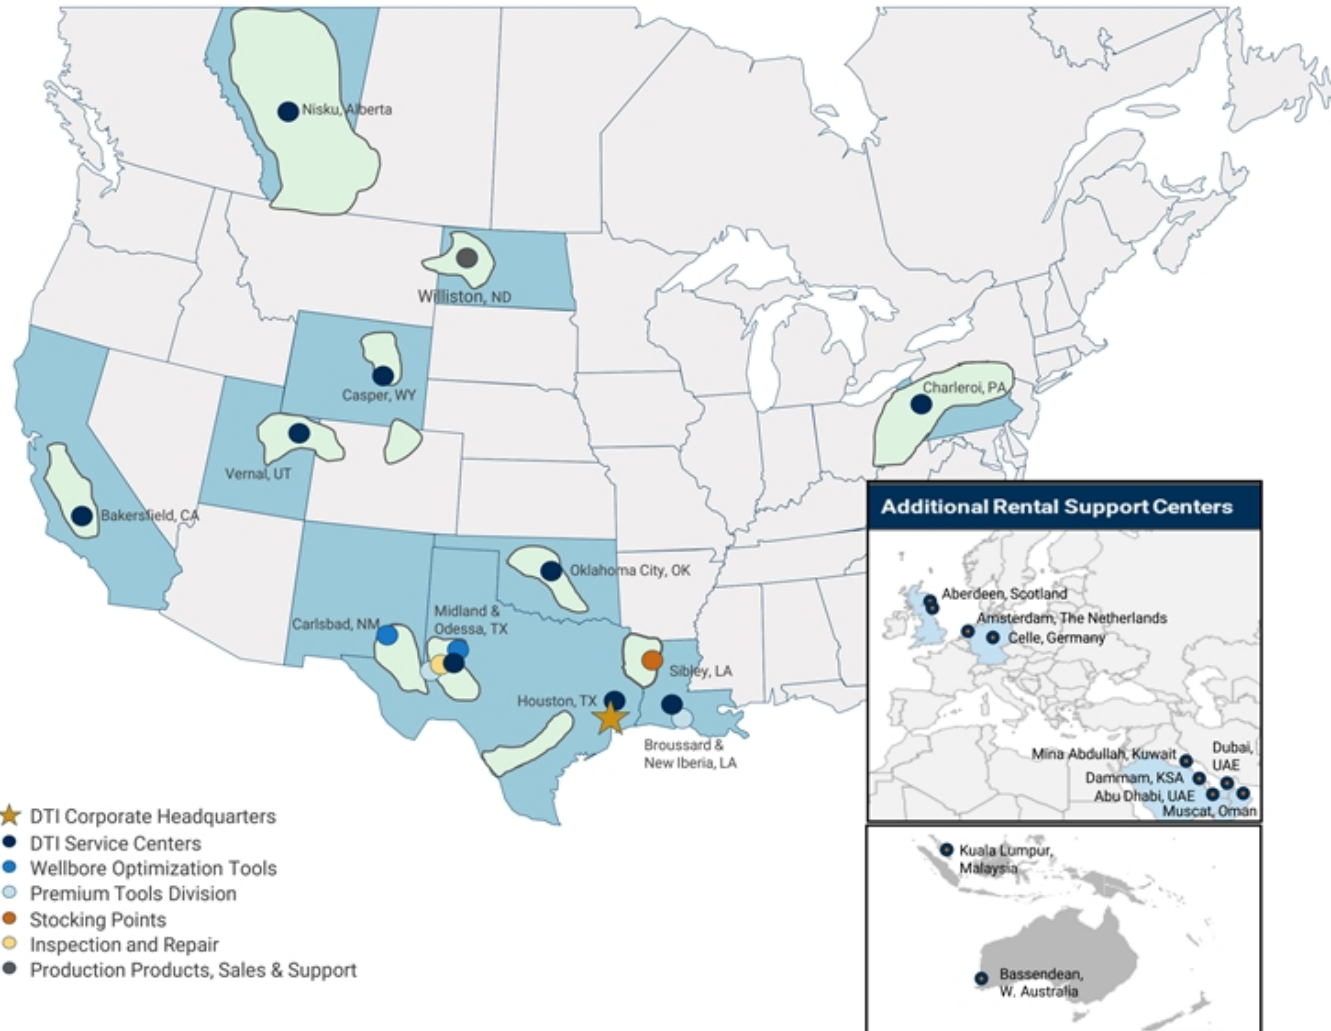 Nisku, Alberta
Williston, ND
Casper, WY
Charleroi, PA
Vernal, UT
Bakersfield, CA
Oklahoma City, OK
Carlsbad, NM
Midland &
Odessa, TX
Sibley, LA
Houston, TX
Broussard &
New Iberia, LA
DTI Corporate Headquarters
DTI Service Centers
Wellbore Optimization Tools
Premium Tools Division
Stocking Points
Inspection and Repair
Production Products, Sales & Support
Additional Rental Support Centers
Aberdeen, Scotland
Amsterdam, The Netherlands
Celle, Germany
Mina Abdullah, Kuwait
Dubai,
UAE
Dammam, KSA
Abu Dhabi, UAE
Muscat, Oman
Kuala Lumpur,
Malaysia
Bassendean,
W. Australia